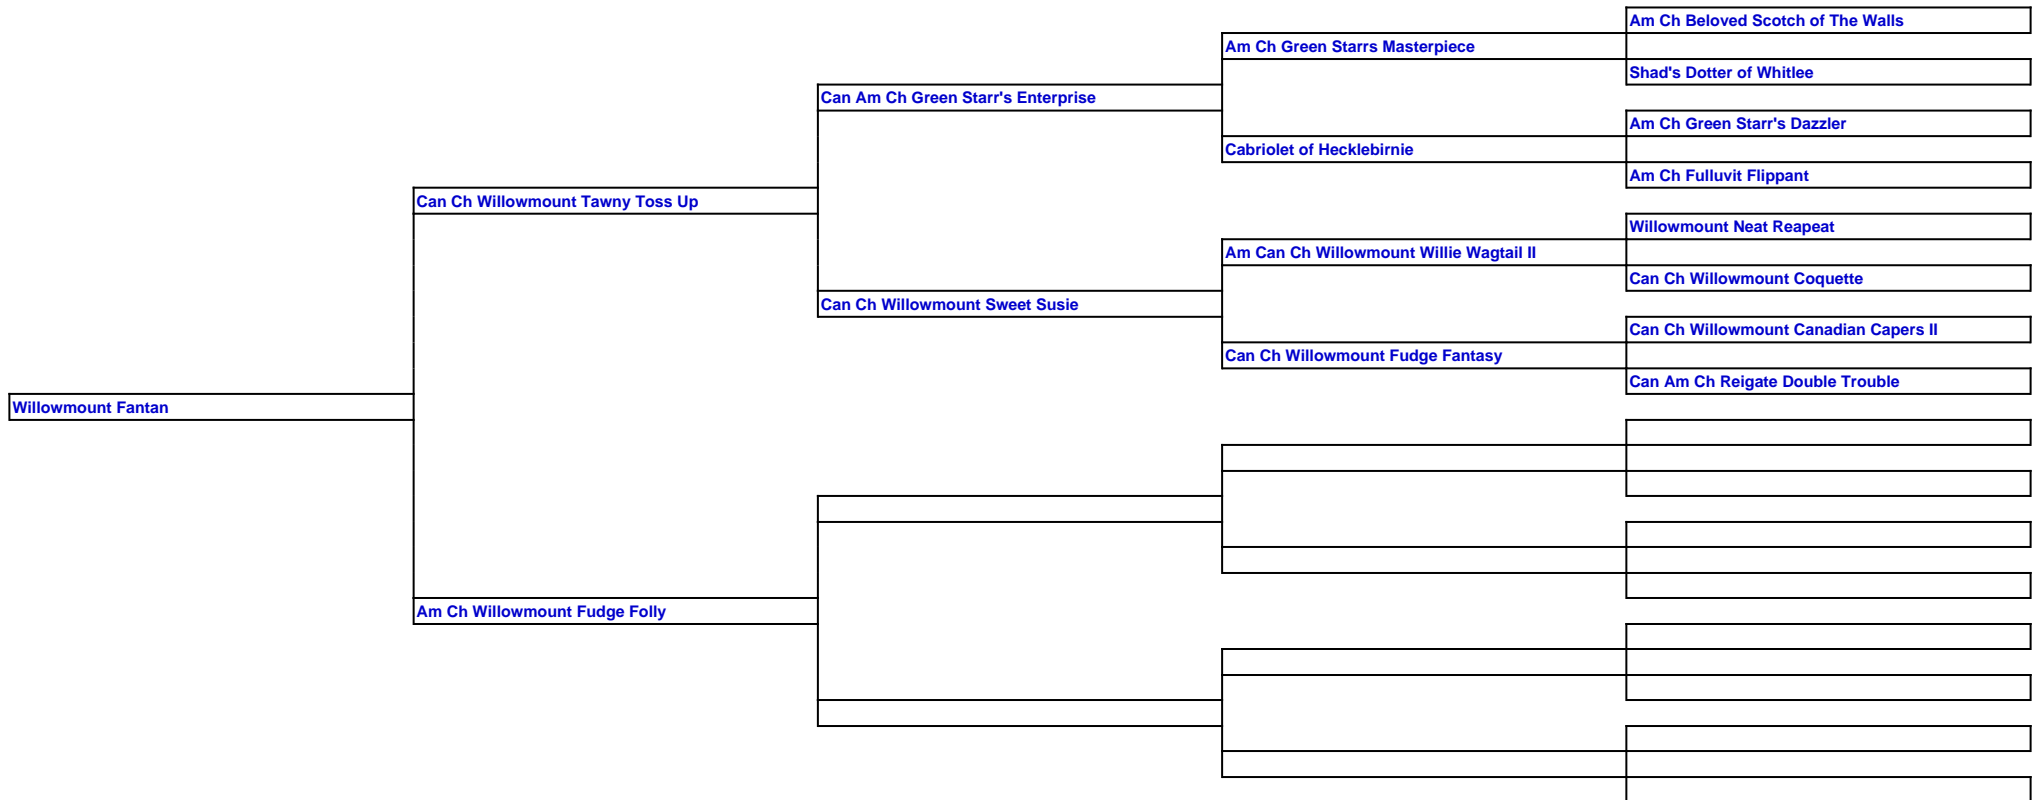 Am Ch Beloved Scotch of The Walls
Am Ch Green Starrs Masterpiece
Shad's Dotter of Whitlee
Can Am Ch Green Starr's Enterprise
Am Ch Green Starr's Dazzler
Cabriolet of Hecklebirnie
Am Ch Fulluvit Flippant
Can Ch Willowmount Tawny Toss Up
Willowmount Neat Reapeat
Am Can Ch Willowmount Willie Wagtail II
Can Ch Willowmount Coquette
Can Ch Willowmount Sweet Susie
Can Ch Willowmount Canadian Capers II
Can Ch Willowmount Fudge Fantasy
Can Am Ch Reigate Double Trouble
Willowmount Fantan
Am Ch Willowmount Fudge Folly